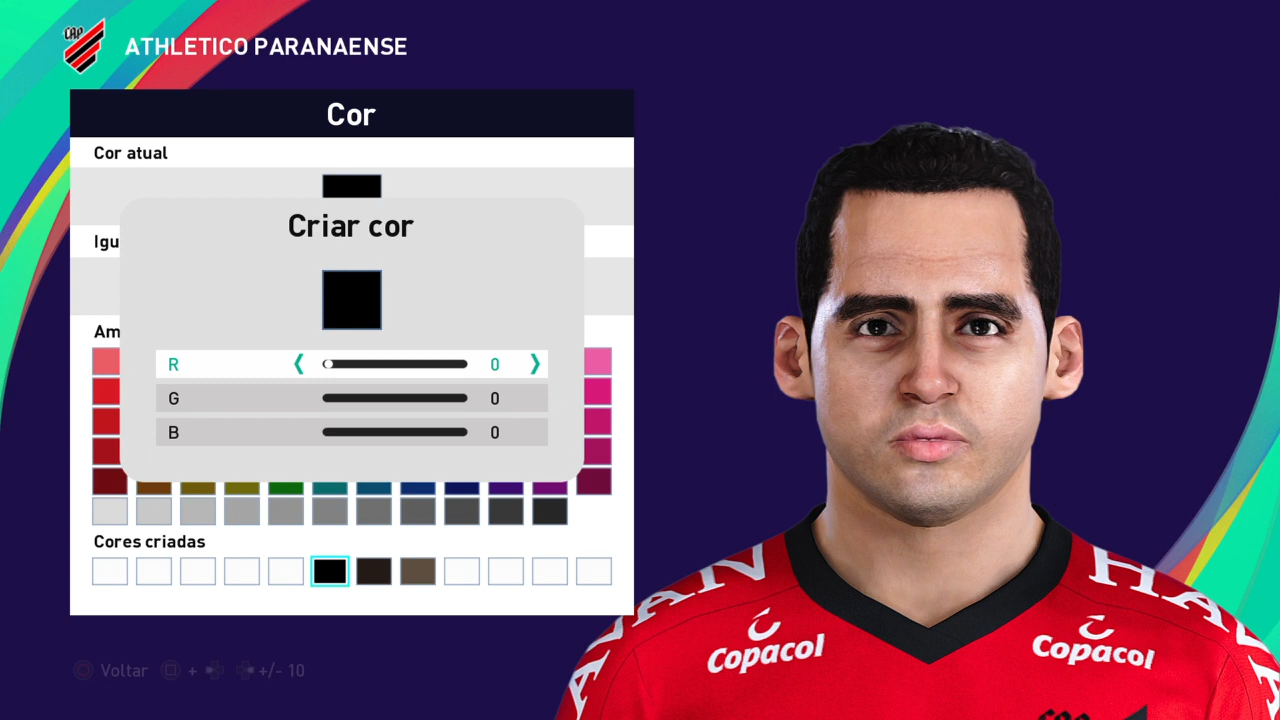 CAP
ATHLETICO PARANAENSE
Cor
Cor atual
Criar cor
Igu
Am
R 0
G 0
B 0
Cores criadas
Voltar + +/- 10
Copacol
Copacol